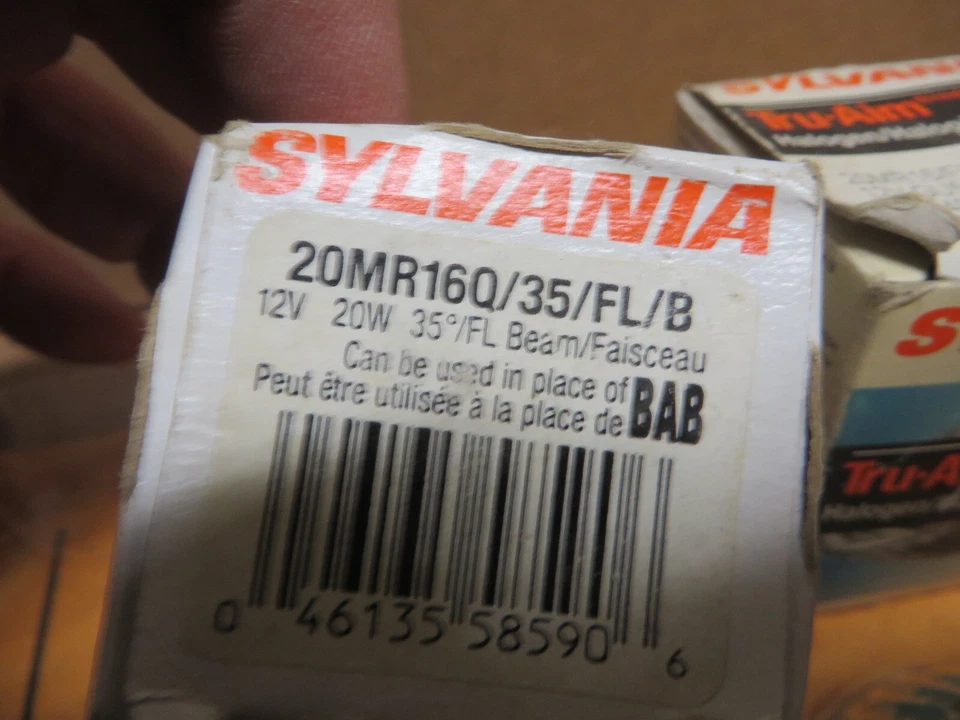 SYLVANIA
20MR16Q/35/FL/B
12V 20W 35°/FL Beam/Faisceau
Can be used in place of BAB
Peut être utilisée à la place de
0 46135 58590 6
SYLVANIA
Tru-Aim